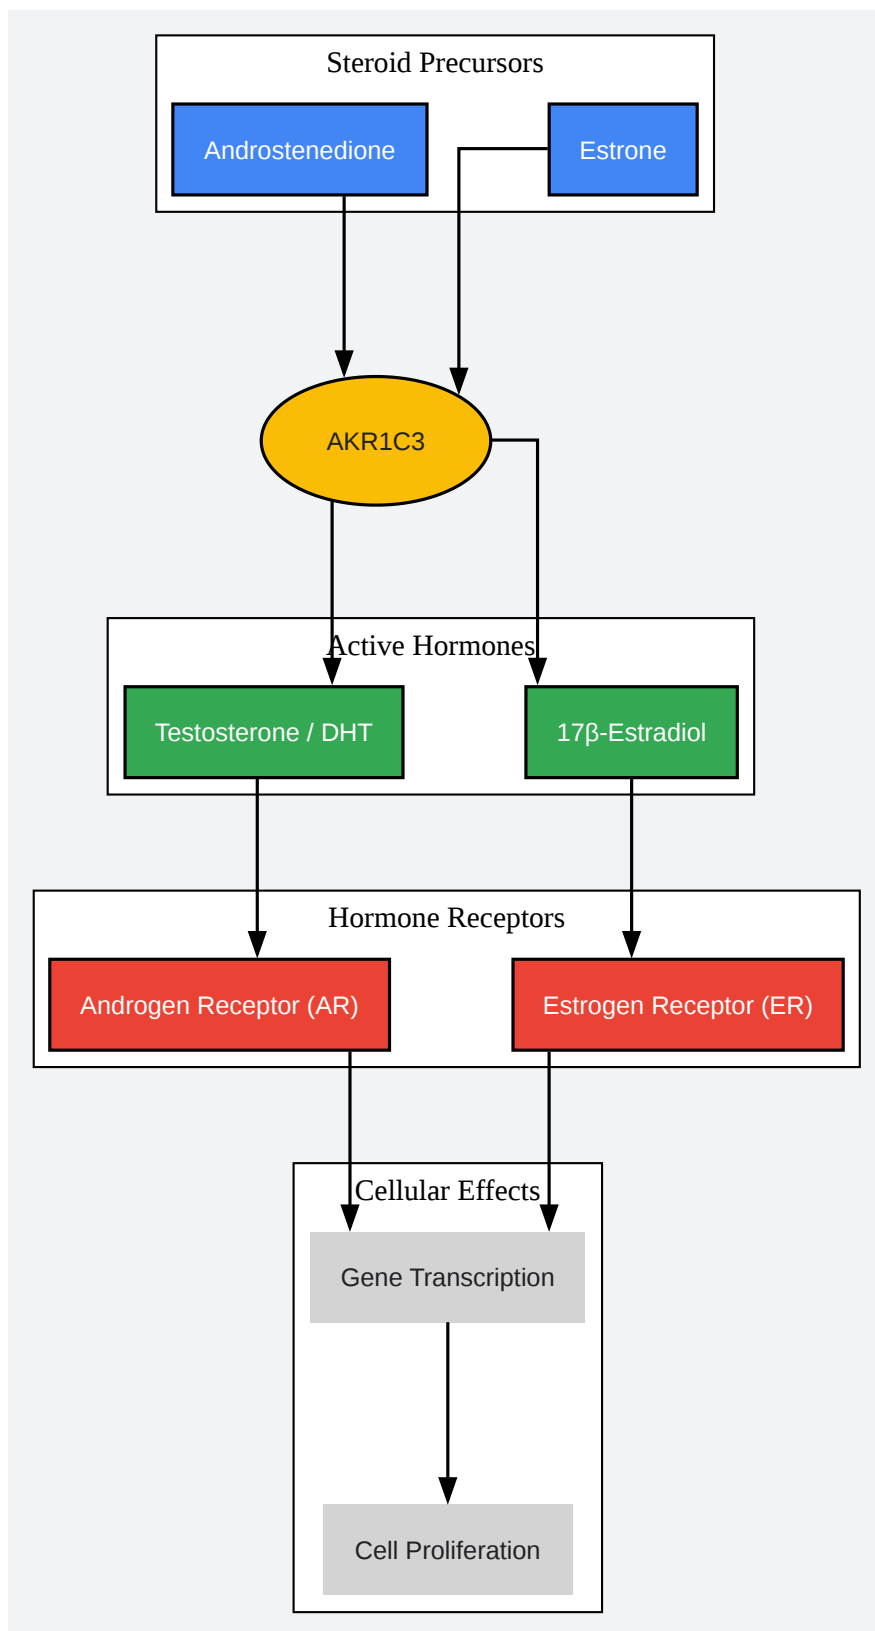 Steroid Precursors
Androstenedione
Estrone
AKR1C3
Active Hormones
Testosterone / DHT
17β-Estradiol
Hormone Receptors
Androgen Receptor (AR)
Estrogen Receptor (ER)
Cellular Effects
Gene Transcription
Cell Proliferation